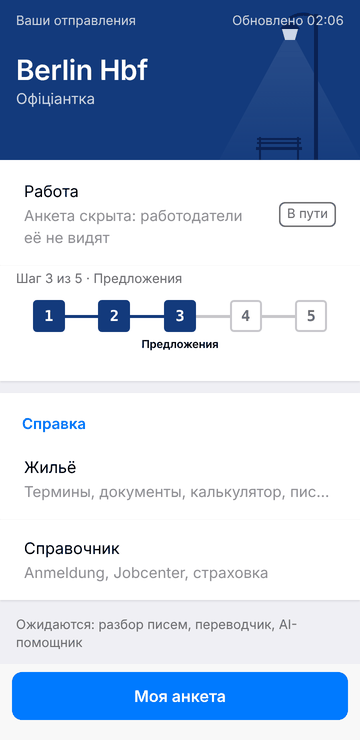 Ваши отправления
Обновлено 02:06
Berlin Hbf
Офіціантка
Работа
Анкета скрыта: работодатели
её не видят
В пути
Шаг 3 из 5 · Предложения
1 2 3 4 5
Предложения
Справка
Жильё
Термины, документы, калькулятор, пис...
Справочник
Anmeldung, Jobcenter, страховка
Ожидаются: разбор писем, переводчик, AI-
помощник
Моя анкета